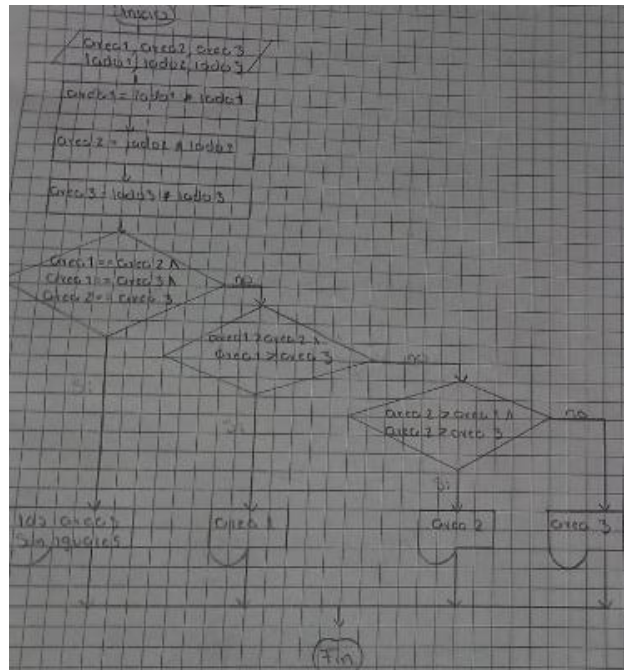 Inicio
area1, area2, area3
lado1, lado2, lado3
area1 = lado1 * lado1
area2 = lado2 * lado2
area3 = lado3 * lado3
area1 == area2 ∧
area1 == area3 ∧
area2 == area3
no
area1 > area2 ∧
area1 > area3
no
area2 > area1 ∧
area2 > area3
no
Si
Si
Si
las areas
son iguales
area 1
area 2
area 3
Fin